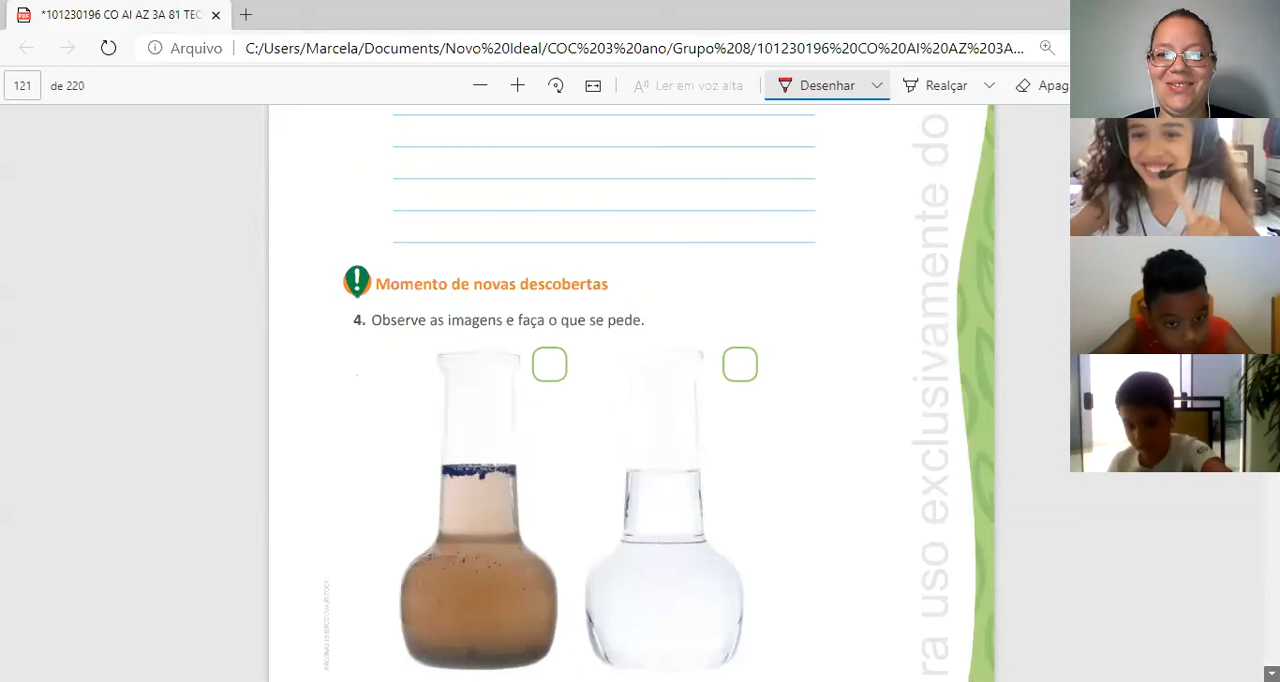 *101230196 CO AI AZ 3A 81 TEC
Arquivo
C:/Users/Marcela/Documents/Novo%20Ideal/COC%203%20ano/Grupo%208/101230196%20CO%20AI%20AZ%203A...
121
de 220
Ler em voz alta
Desenhar
Realçar
Apag
Momento de novas descobertas
4. Observe as imagens e faça o que se pede.
ra uso exclusivamente do